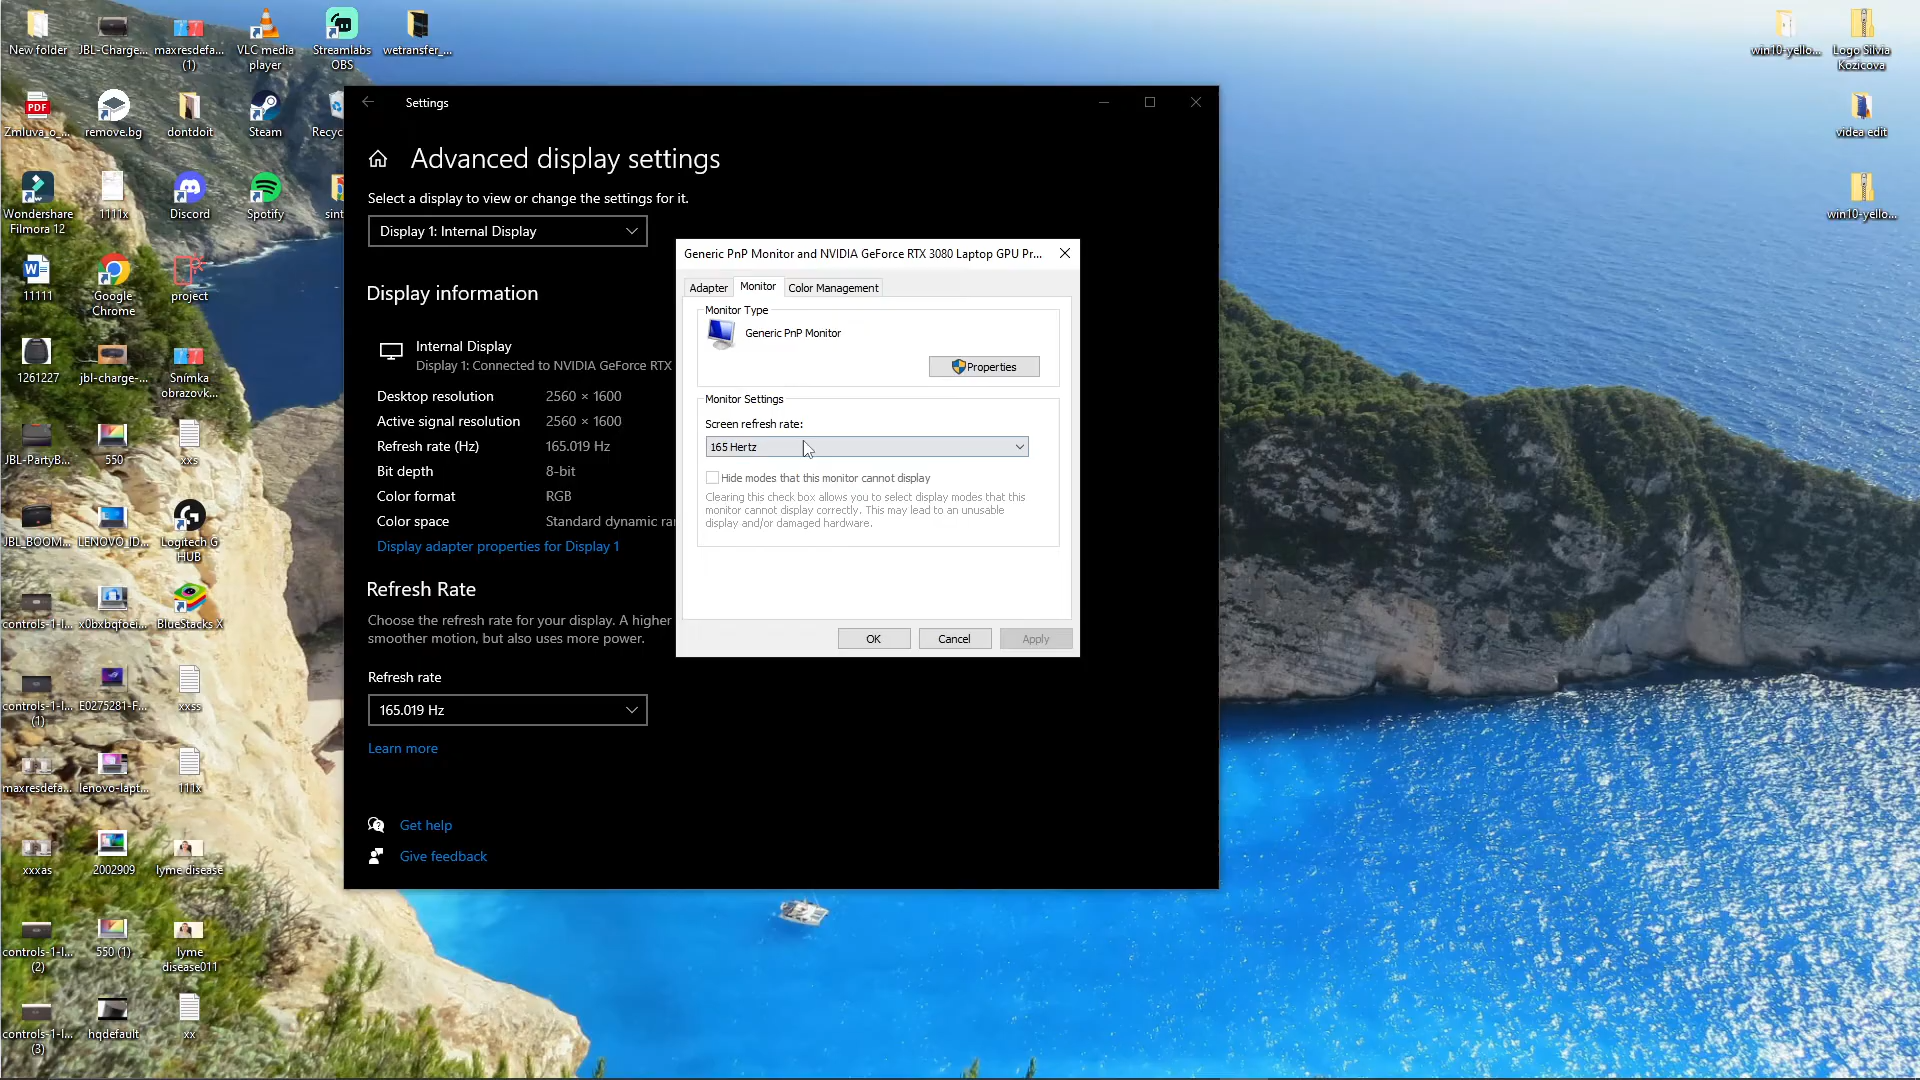 New folder
JBL-Charge...
maxresdefa...
(1)
VLC media
player
Streamlabs
OBS
wetransfer_...
win10-yello...
Logo Silvia
Kozicova
PDF
Zmluva_o_...
remove.bg
dontdoit
Steam
Recyc
videa edit
Wondershare
Filmora 12
1111x
Discord
Spotify
sint
win10-yello...
11111
Google
Chrome
project
1261227
jbl-charge-...
Snímka
obrazovk...
JBL-PartyB...
550
xxs
JBL_BOOM...
LENOVO_ID...
Logitech G
HUB
controls-1-l...
x0bxbqfoei...
BlueStacks X
controls-1-l...
(1)
E0275281-F...
xxss
maxresdefa...
lenovo-lapt...
111x
xxxas
2002909
lyme disease
controls-1-l...
(2)
550 (1)
lyme
disease011
controls-1-l...
(3)
hqdefault
xx
Settings
Advanced display settings
Select a display to view or change the settings for it.
Display 1: Internal Display
Display information
Internal Display
Display 1: Connected to NVIDIA GeForce RTX
Desktop resolution 2560 × 1600
Active signal resolution 2560 × 1600
Refresh rate (Hz) 165.019 Hz
Bit depth 8-bit
Color format RGB
Color space Standard dynamic ra
Display adapter properties for Display 1
Refresh Rate
Choose the refresh rate for your display. A higher
smoother motion, but also uses more power.
Refresh rate
165.019 Hz
Learn more
Get help
Give feedback
Generic PnP Monitor and NVIDIA GeForce RTX 3080 Laptop GPU Pr...
Adapter Monitor Color Management
Monitor Type
Generic PnP Monitor
Properties
Monitor Settings
Screen refresh rate:
165 Hertz
Hide modes that this monitor cannot display
Clearing this check box allows you to select display modes that this
monitor cannot display correctly. This may lead to an unusable
display and/or damaged hardware.
OK Cancel Apply